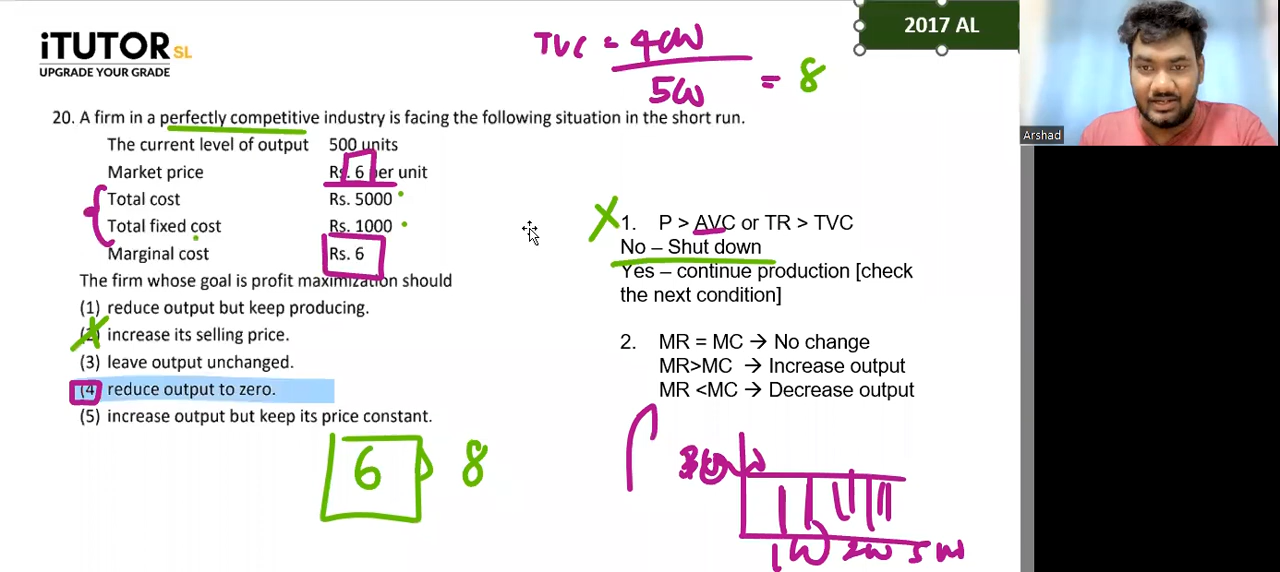 2017 AL
iTUTOR SL
UPGRADE YOUR GRADE
TVC =
= 8
Arshad
20. A firm in a perfectly competitive industry is facing the following situation in the short run.
The current level of output 500 units
Market price Rs. 6 per unit
Total cost Rs. 5000
Total fixed cost Rs. 1000
Marginal cost Rs. 6
The firm whose goal is profit maximization should
(1) reduce output but keep producing.
(2) increase its selling price.
(3) leave output unchanged.
(4) reduce output to zero.
(5) increase output but keep its price constant.
6 8
1. P > AVC or TR > TVC
No – Shut down
Yes – continue production [check
the next condition]
2. MR = MC → No change
MR>MC → Increase output
MR <MC → Decrease output